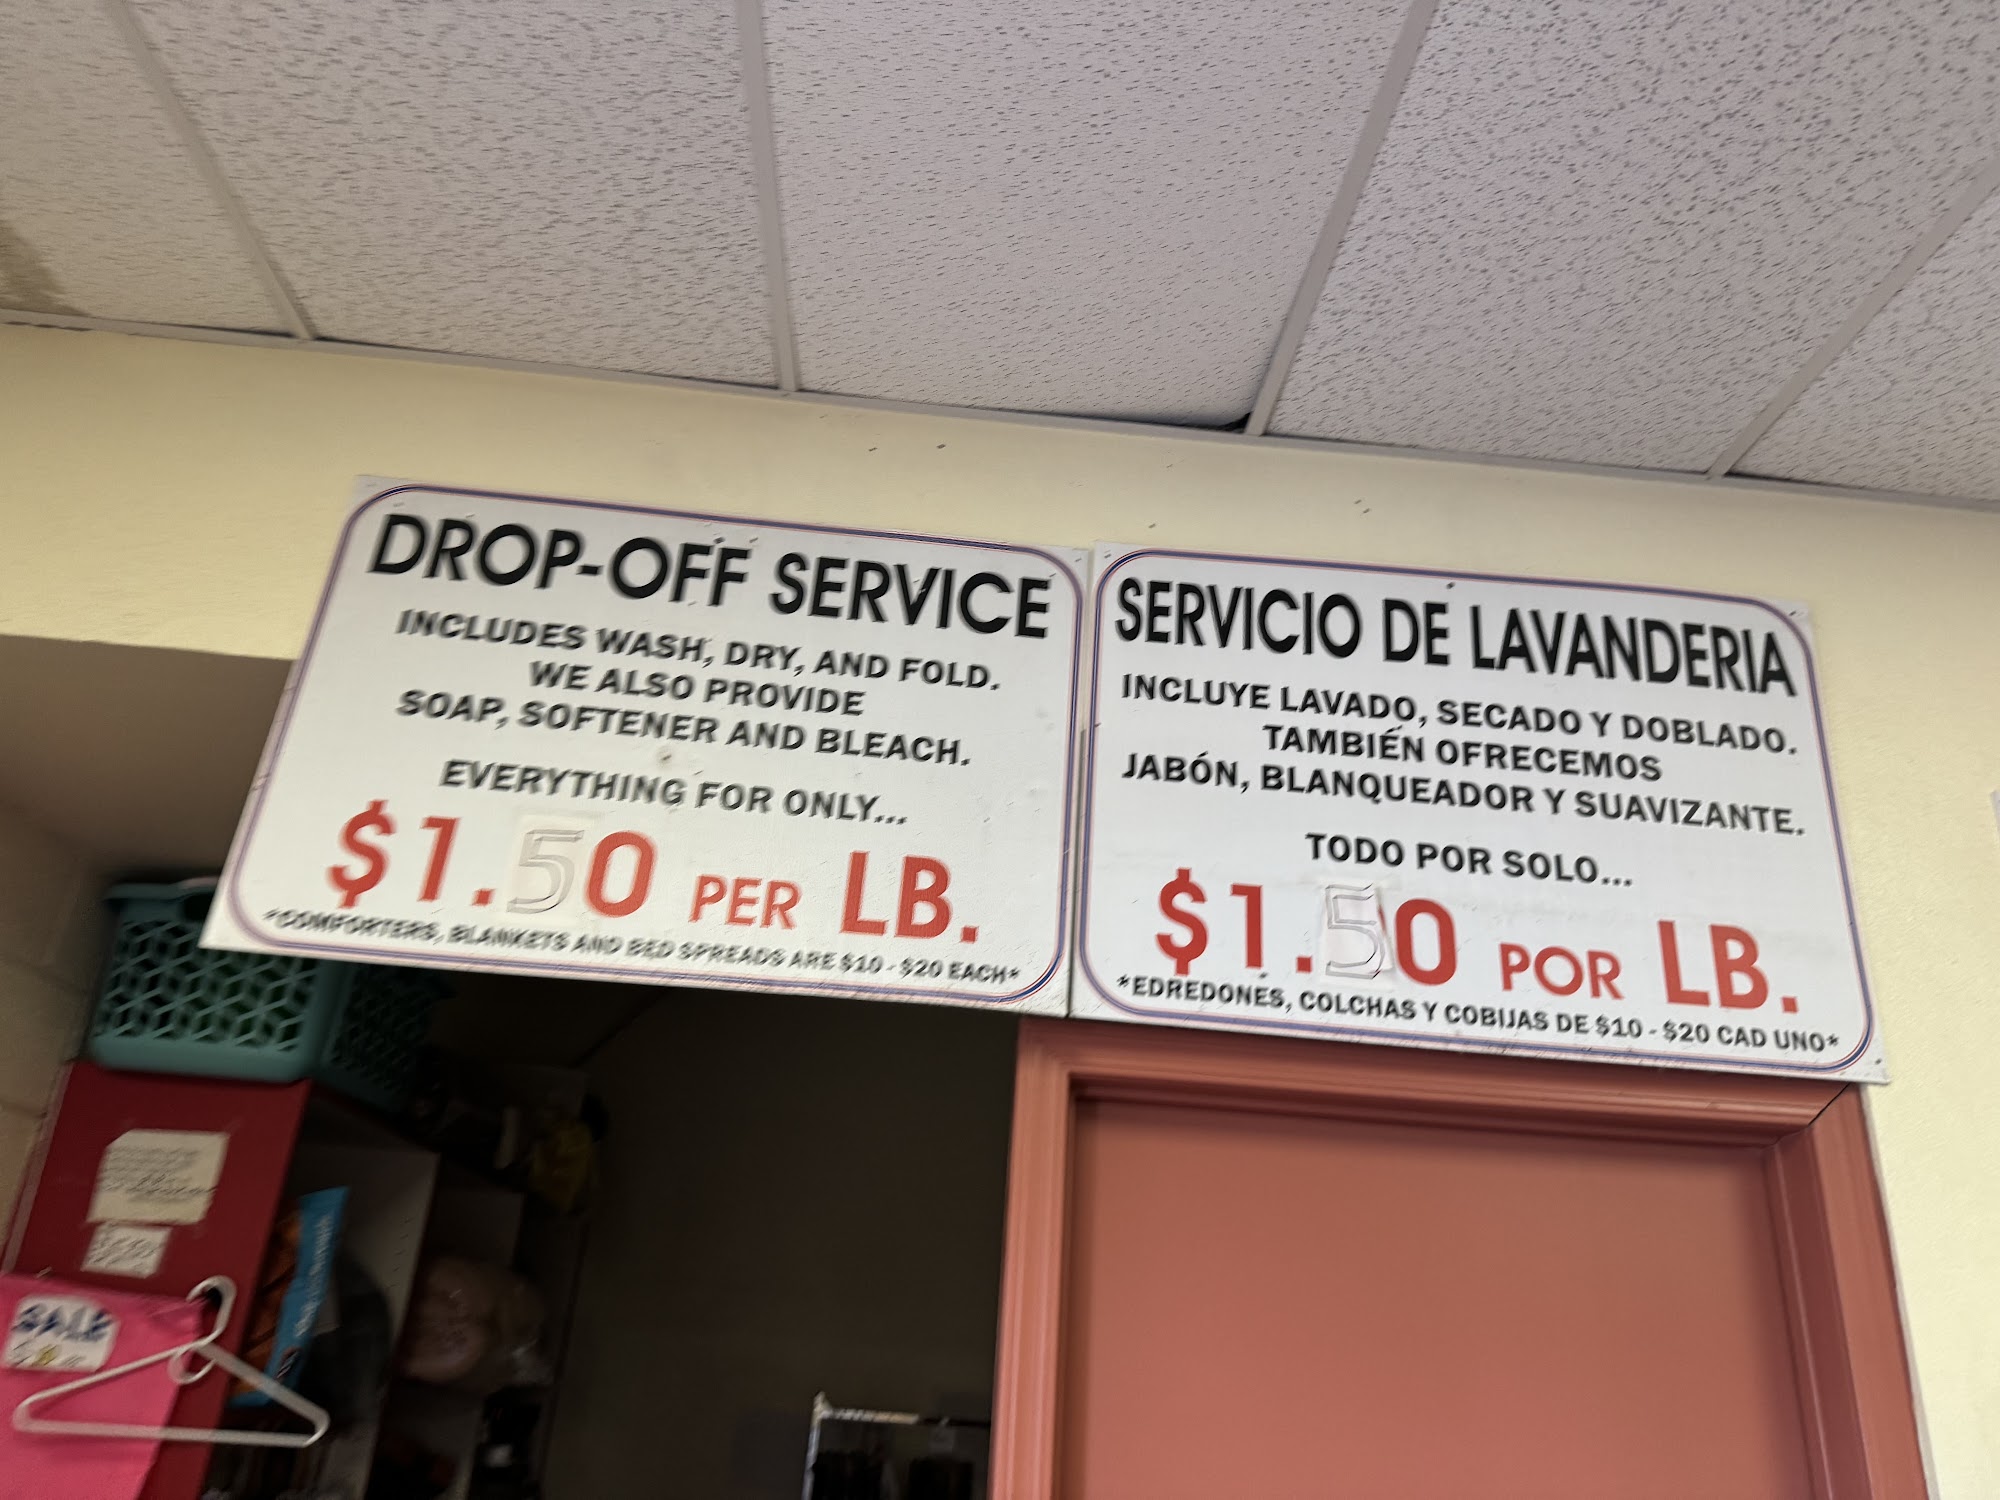 DROP-OFF SERVICE
INCLUDES WASH, DRY, AND FOLD.
WE ALSO PROVIDE
SOAP, SOFTENER AND BLEACH.
EVERYTHING FOR ONLY...
$1.50 PER LB.
*COMFORTERS, BLANKETS AND BED SPREADS ARE $10 - $20 EACH*
SERVICIO DE LAVANDERIA
INCLUYE LAVADO, SECADO Y DOBLADO.
TAMBIÉN OFRECEMOS
JABÓN, BLANQUEADOR Y SUAVIZANTE.
TODO POR SOLO...
$1.50 POR LB.
*EDREDONES, COLCHAS Y COBIJAS DE $10 - $20 CAD UNO*
SALE